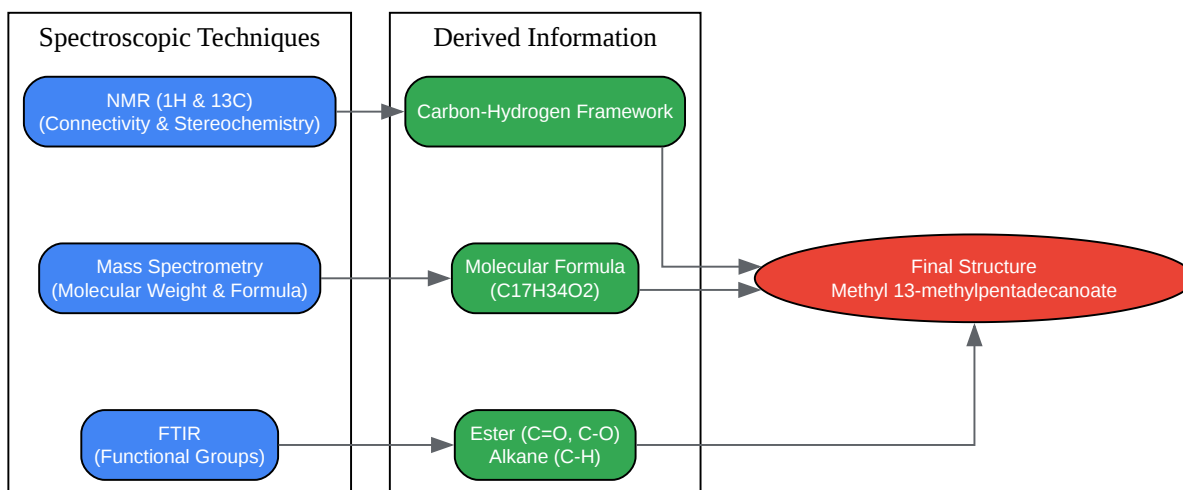 Spectroscopic Techniques
Derived Information
NMR (1H & 13C)
(Connectivity & Stereochemistry)
Carbon-Hydrogen Framework
Mass Spectrometry
(Molecular Weight & Formula)
Molecular Formula
(C17H34O2)
Final Structure
Methyl 13-methylpentadecanoate
FTIR
(Functional Groups)
Ester (C=O, C-O)
Alkane (C-H)